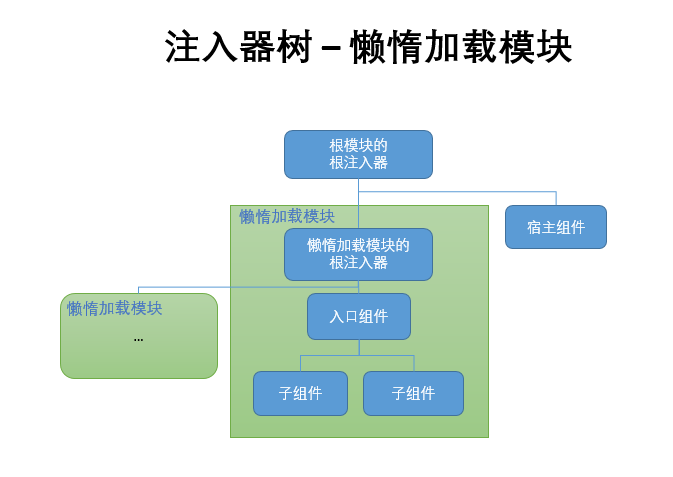 注入器树 – 懒惰加载模块
根模块的
根注入器
懒惰加载模块
宿主组件
懒惰加载模块的
根注入器
懒惰加载模块
...
入口组件
子组件
子组件